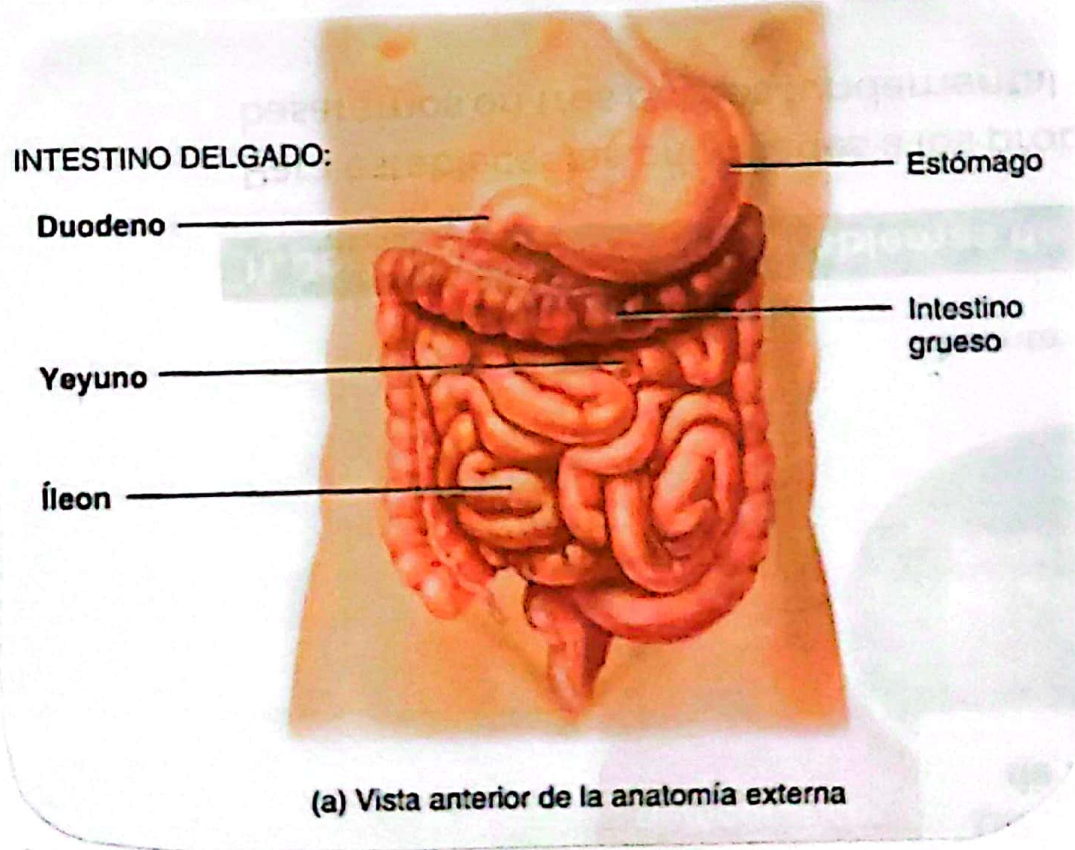 INTESTINO DELGADO:
Duodeno
Estómago
Intestino
grueso
Yeyuno
Íleon
(a) Vista anterior de la anatomía externa